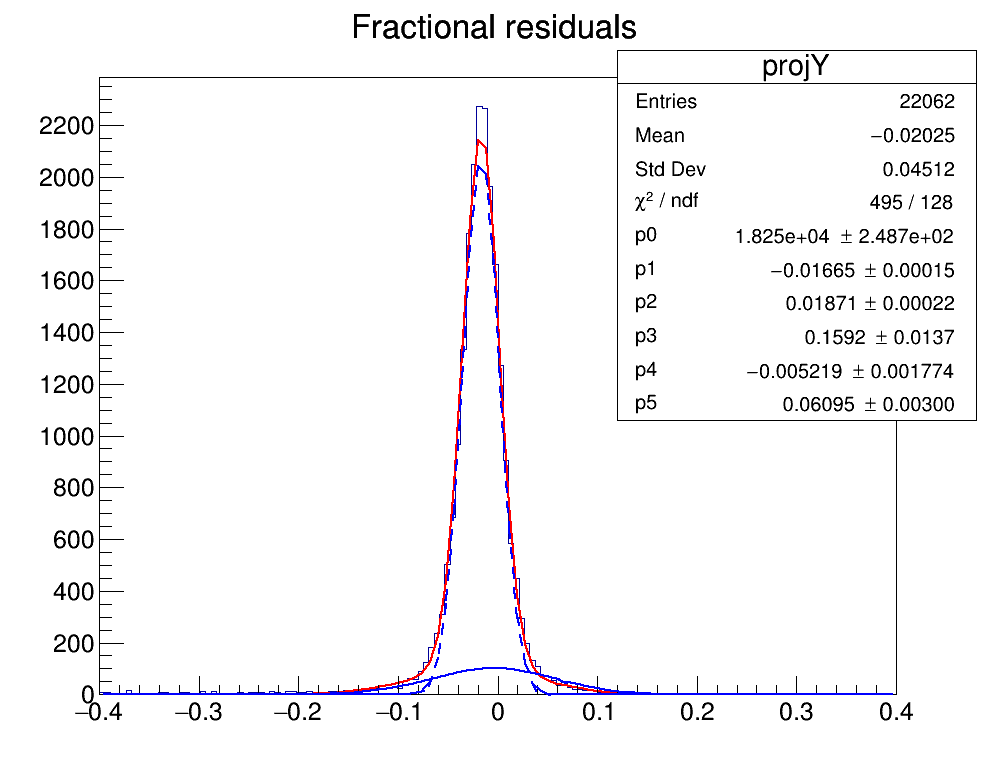 Fractional residuals
projY
Entries 22062
Mean −0.02025
Std Dev 0.04512
χ² / ndf 495 / 128
p0 1.825e+04 ± 2.487e+02
p1 −0.01665 ± 0.00015
p2 0.01871 ± 0.00022
p3 0.1592 ± 0.0137
p4 −0.005219 ± 0.001774
p5 0.06095 ± 0.00300
2200
2000
1800
1600
1400
1200
1000
800
600
400
200
0
−0.4 −0.3 −0.2 −0.1 0 0.1 0.2 0.3 0.4